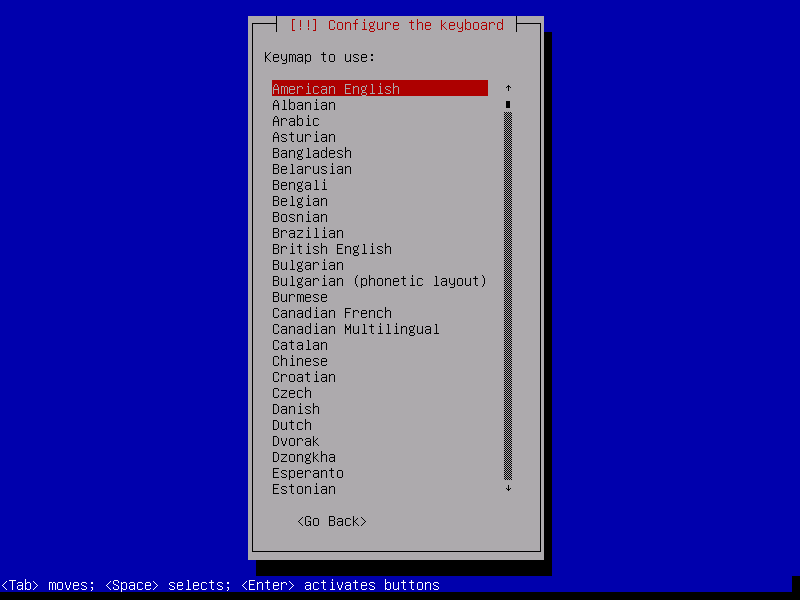 [!!] Configure the keyboard
Keymap to use:
American English
Albanian
Arabic
Asturian
Bangladesh
Belarusian
Bengali
Belgian
Bosnian
Brazilian
British English
Bulgarian
Bulgarian (phonetic layout)
Burmese
Canadian French
Canadian Multilingual
Catalan
Chinese
Croatian
Czech
Danish
Dutch
Dvorak
Dzongkha
Esperanto
Estonian
<Go Back>
<Tab> moves; <Space> selects; <Enter> activates buttons